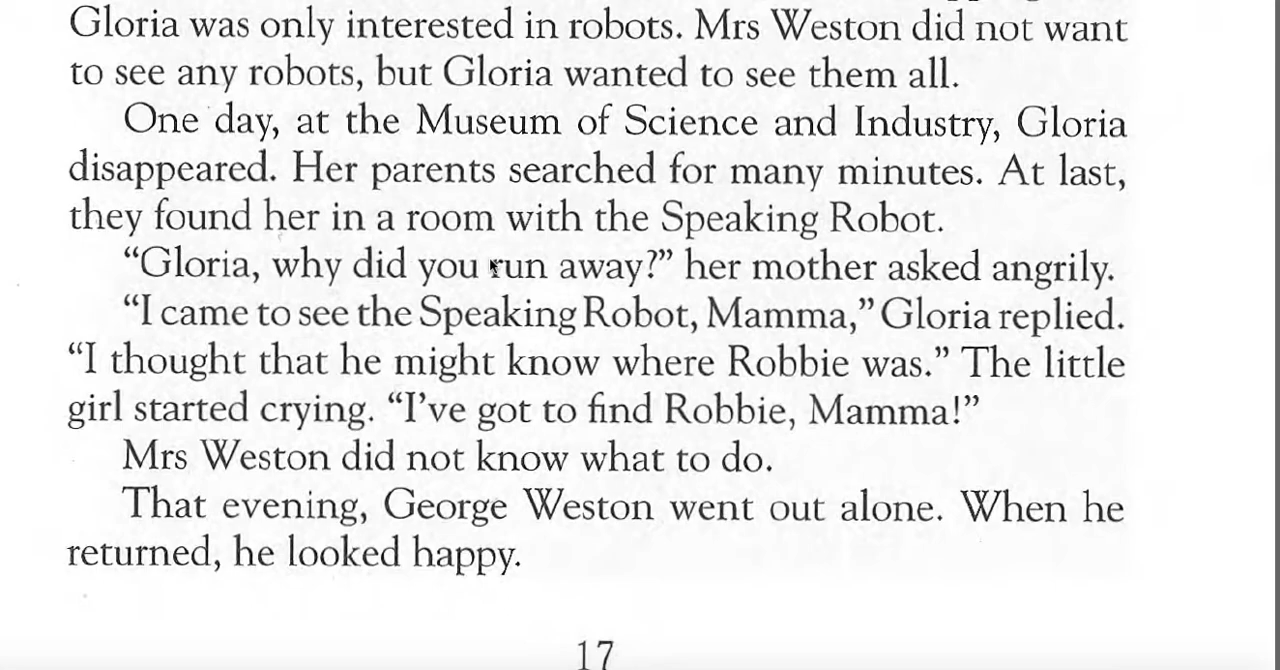 Gloria was only interested in robots. Mrs Weston did not want
to see any robots, but Gloria wanted to see them all.
One day, at the Museum of Science and Industry, Gloria
disappeared. Her parents searched for many minutes. At last,
they found her in a room with the Speaking Robot.
“Gloria, why did you run away?” her mother asked angrily.
“I came to see the Speaking Robot, Mamma,” Gloria replied.
“I thought that he might know where Robbie was.” The little
girl started crying. “I’ve got to find Robbie, Mamma!”
Mrs Weston did not know what to do.
That evening, George Weston went out alone. When he
returned, he looked happy.
17